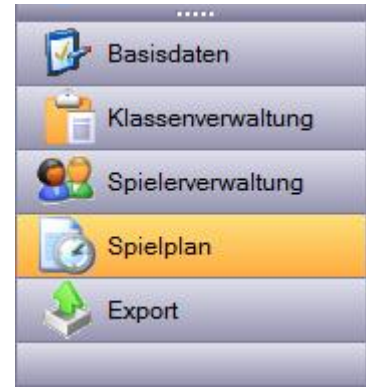 Basisdaten
Klassenverwaltung
Spielerverwaltung
Spielplan
Export